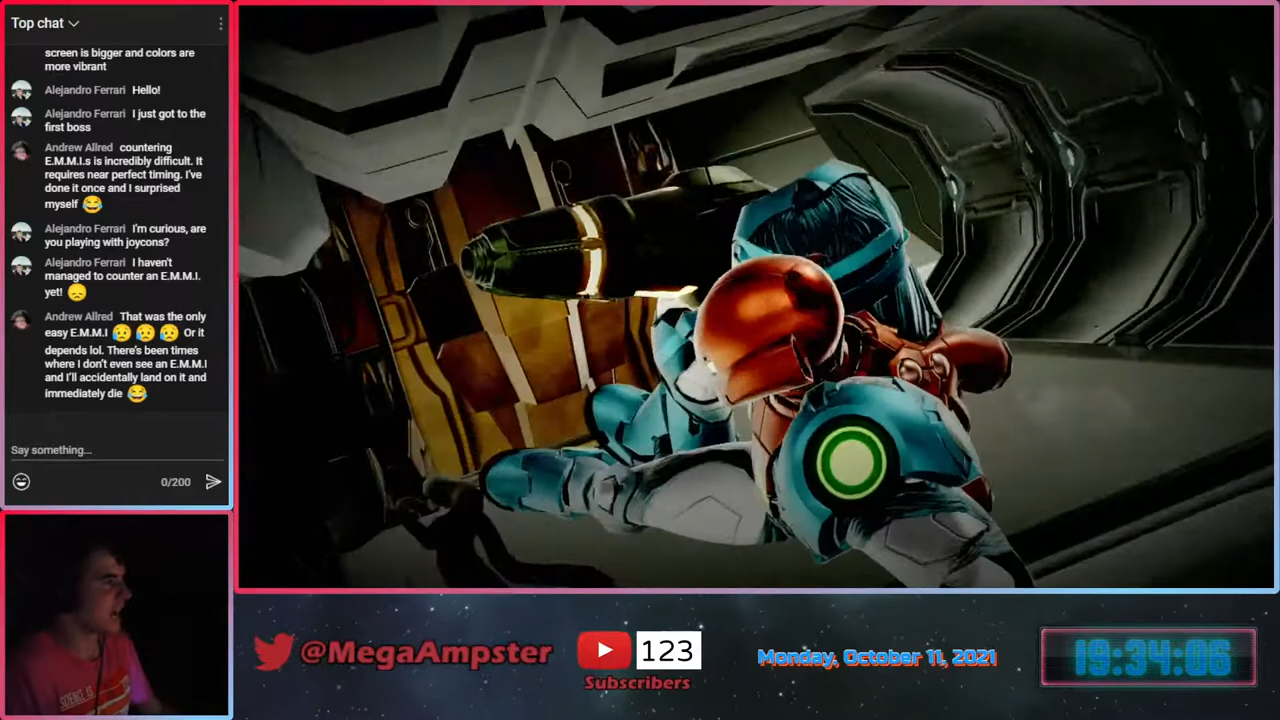 Top chat
screen is bigger and colors are
more vibrant
Alejandro Ferrari Hello!
Alejandro Ferrari I just got to the
first boss
Andrew Allred countering
E.M.M.I.s is incredibly difficult. It
requires near perfect timing. I've
done it once and I surprised
myself 😂
Alejandro Ferrari I'm curious, are
you playing with joycons?
Alejandro Ferrari I haven't
managed to counter an E.M.M.I.
yet! 😞
Andrew Allred That was the only
easy E.M.M.I 😥 😥 😥 Or it
depends lol. There's been times
where I don't even see an E.M.M.I
and I'll accidentally land on it and
immediately die 😂
Say something...
0/200
SCIENCE IS
@MegaAmpster
123
Subscribers
Monday, October 11, 2021
19:34:06